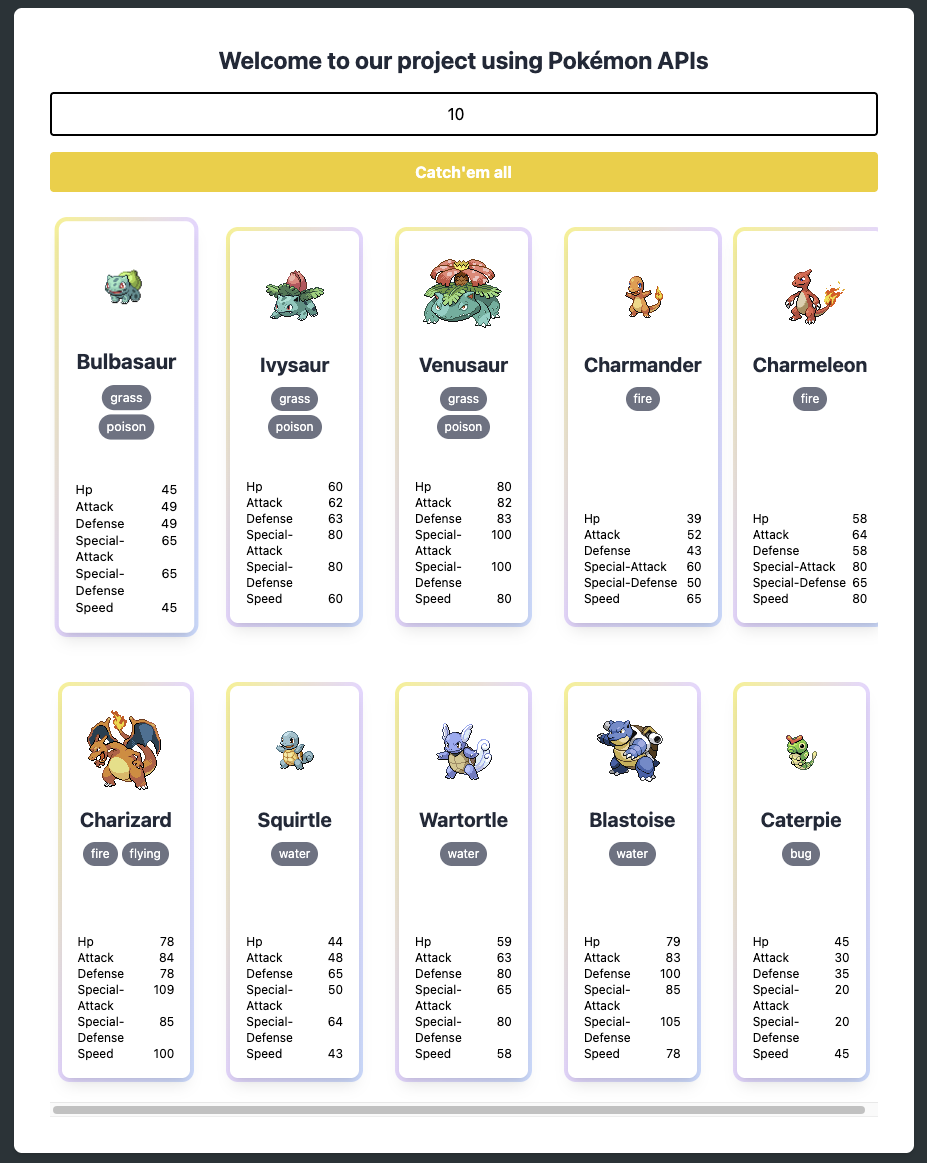 Welcome to our project using Pokémon APIs
10
Catch'em all
Bulbasaur
grass
poison
Hp 45
Attack 49
Defense 49
Special- 65
Attack
Special- 65
Defense
Speed 45
Ivysaur
grass
poison
Hp 60
Attack 62
Defense 63
Special- 80
Attack
Special- 80
Defense
Speed 60
Venusaur
grass
poison
Hp 80
Attack 82
Defense 83
Special- 100
Attack
Special- 100
Defense
Speed 80
Charmander
fire
Hp 39
Attack 52
Defense 43
Special-Attack 60
Special-Defense 50
Speed 65
Charmeleon
fire
Hp 58
Attack 64
Defense 58
Special-Attack 80
Special-Defense 65
Speed 80
Charizard
fire flying
Hp 78
Attack 84
Defense 78
Special- 109
Attack
Special- 85
Defense
Speed 100
Squirtle
water
Hp 44
Attack 48
Defense 65
Special- 50
Attack
Special- 64
Defense
Speed 43
Wartortle
water
Hp 59
Attack 63
Defense 80
Special- 65
Attack
Special- 80
Defense
Speed 58
Blastoise
water
Hp 79
Attack 83
Defense 100
Special- 85
Attack
Special- 105
Defense
Speed 78
Caterpie
bug
Hp 45
Attack 30
Defense 35
Special- 20
Attack
Special- 20
Defense
Speed 45